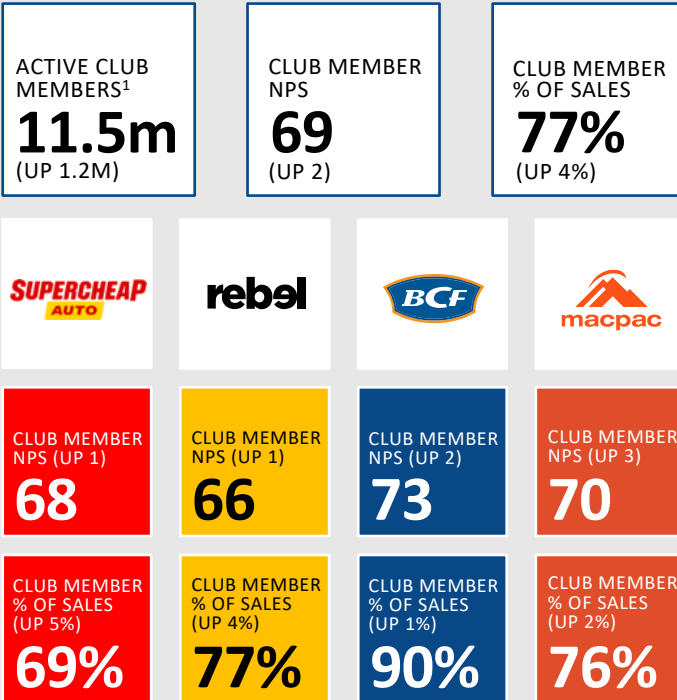 ACTIVE CLUB
MEMBERS¹
11.5m
(UP 1.2M)
CLUB MEMBER
NPS
69
(UP 2)
CLUB MEMBER
% OF SALES
77%
(UP 4%)
SUPERCHEAP
AUTO
rebel
BCF
macpac
CLUB MEMBER
NPS (UP 1)
68
CLUB MEMBER
NPS (UP 1)
66
CLUB MEMBER
NPS (UP 2)
73
CLUB MEMBER
NPS (UP 3)
70
CLUB MEMBER
% OF SALES
(UP 5%)
69%
CLUB MEMBER
% OF SALES
(UP 4%)
77%
CLUB MEMBER
% OF SALES
(UP 1%)
90%
CLUB MEMBER
% OF SALES
(UP 2%)
76%